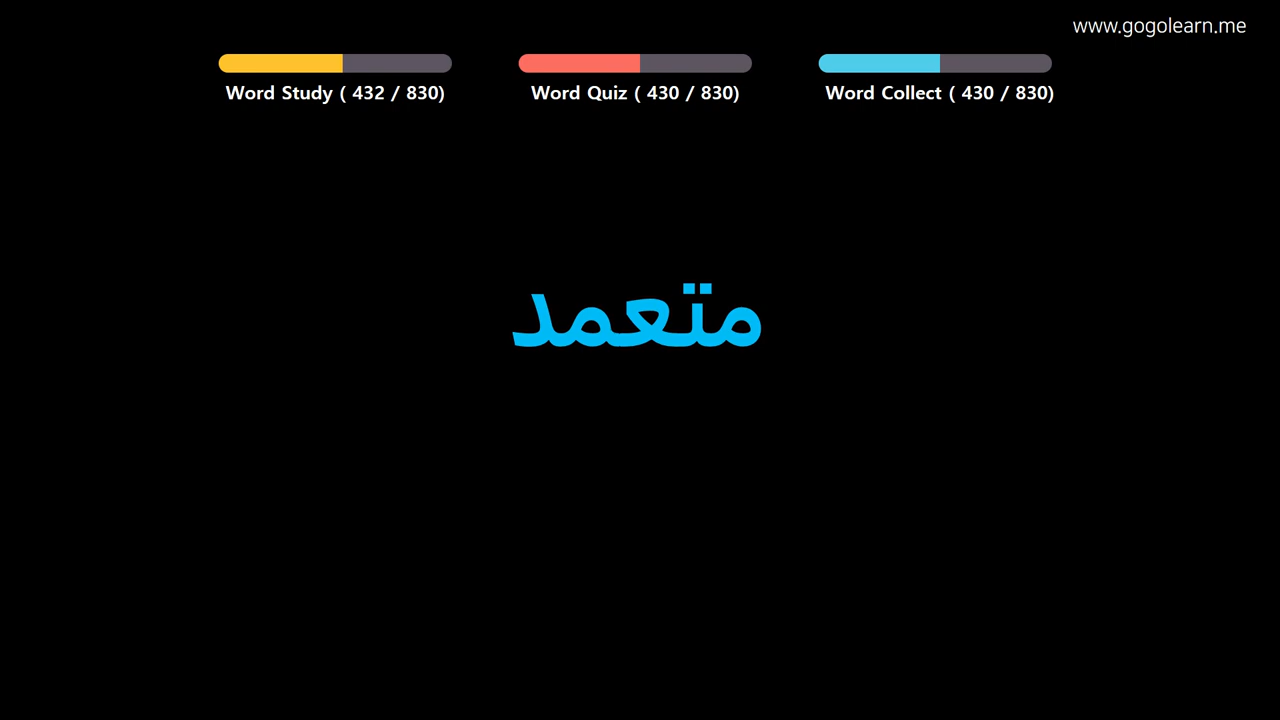 www.gogolearn.me
Word Study ( 432 / 830)
Word Quiz ( 430 / 830)
Word Collect ( 430 / 830)
متعمد